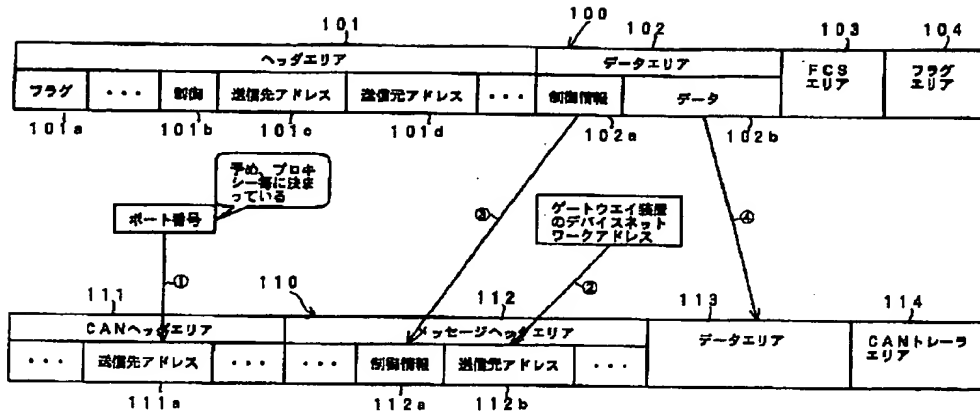 101 100 102 103 104
ヘッダエリア データエリア FCSエリア フラグエリア
フラグ ・・・ 制御 送信先アドレス 送信元アドレス ・・・ 制御情報 データ
101a 101b 101c 101d 102a 102b
予め、プロキ
シー毎に決ま
っている
ポート番号
ゲートウエイ装置
のデバイスネット
ワークアドレス
① ③ ② ④
111 110 112 113 114
CANヘッダエリア メッセージヘッダエリア データエリア CANトレーラ
エリア
・・・ 送信先アドレス ・・・ ・・・ 制御情報 送信先アドレス ・・・
111a 112a 112b